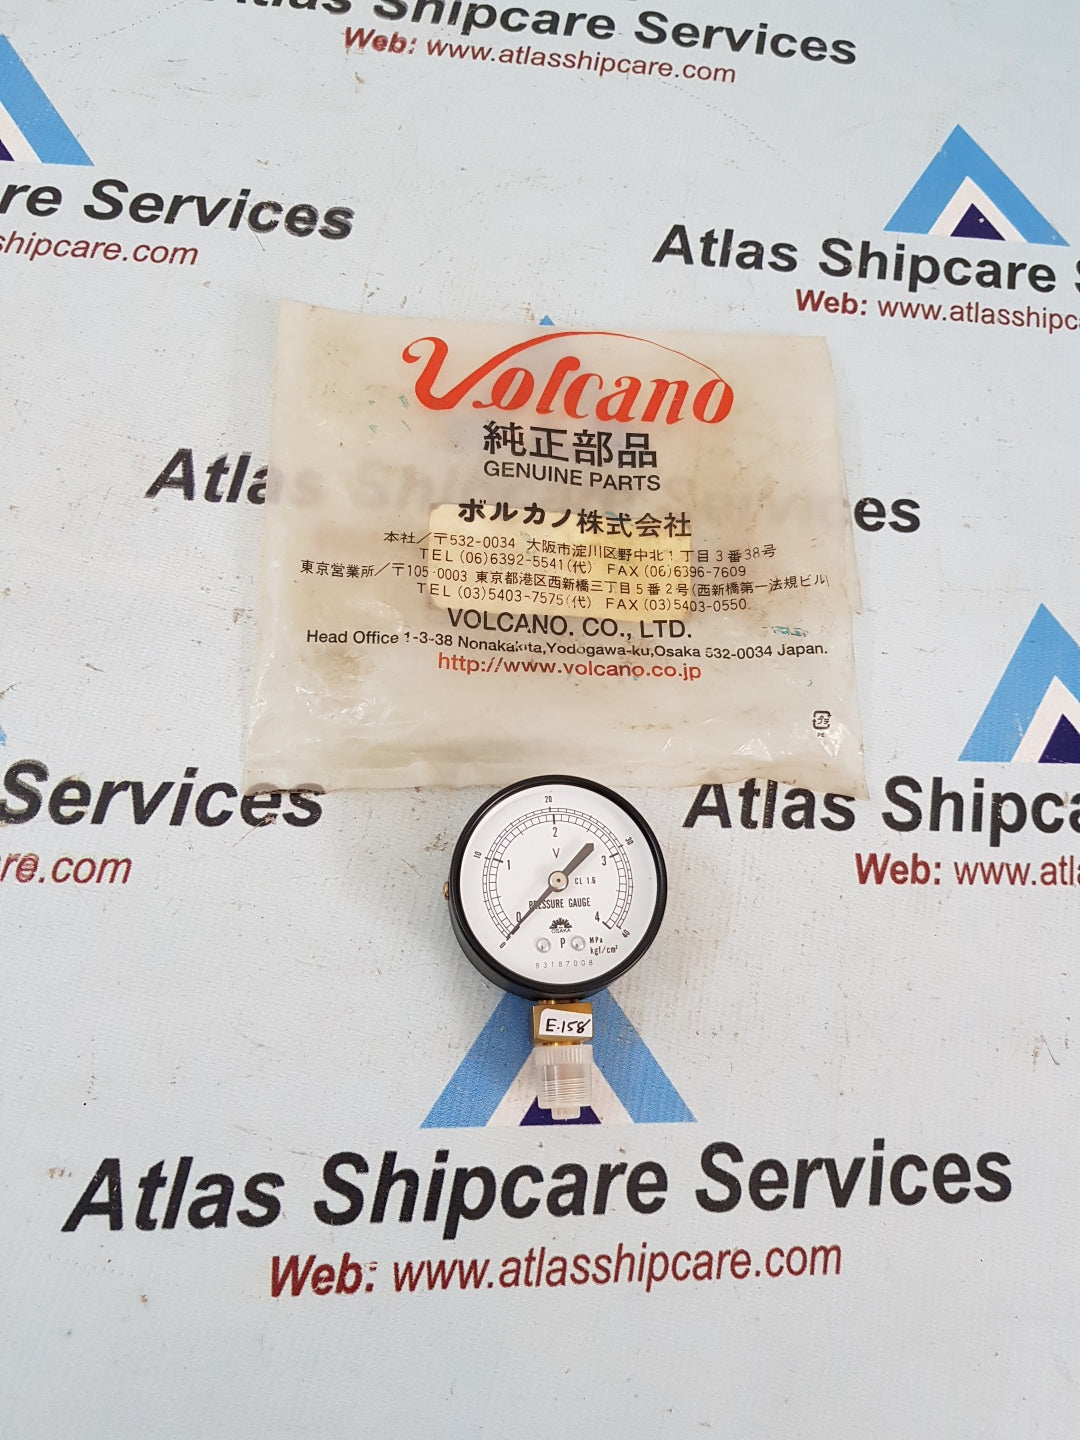 Atlas Shipcare Services
Web: www.atlasshipcare.com
re Services
shipcare.com
Atlas Shipcare S
Web: www.atlasshipc
Volcano
純正部品
GENUINE PARTS
Atla
es
ボルカノ株式会社
本社/〒532-0034 大阪市淀川区野中北1丁目3番38号
TEL (06)6392-5541(代) FAX (06)6396-7609
東京営業所/〒105-0003 東京都港区西新橋三丁目5番2号(西新橋第一法規ビル)
TEL (03)5403-7575(代) FAX (03)5403-0550
VOLCANO. CO., LTD.
Head Office 1-3-38 Nonakakita,Yodogawa-ku,Osaka 532-0034 Japan.
http://www.volcano.co.jp
プラ
PE
Services
re.com
Atlas Shipca
Web: www.atl
0 10 20 30 40
0 1 2 3 4
V
CL 1.6
PRESSURE GAUGE
OSAKA
P
MPa
kgf/cm²
83187008
E.158
Atlas Shipcare Services
Web: www.atlasshipcare.com